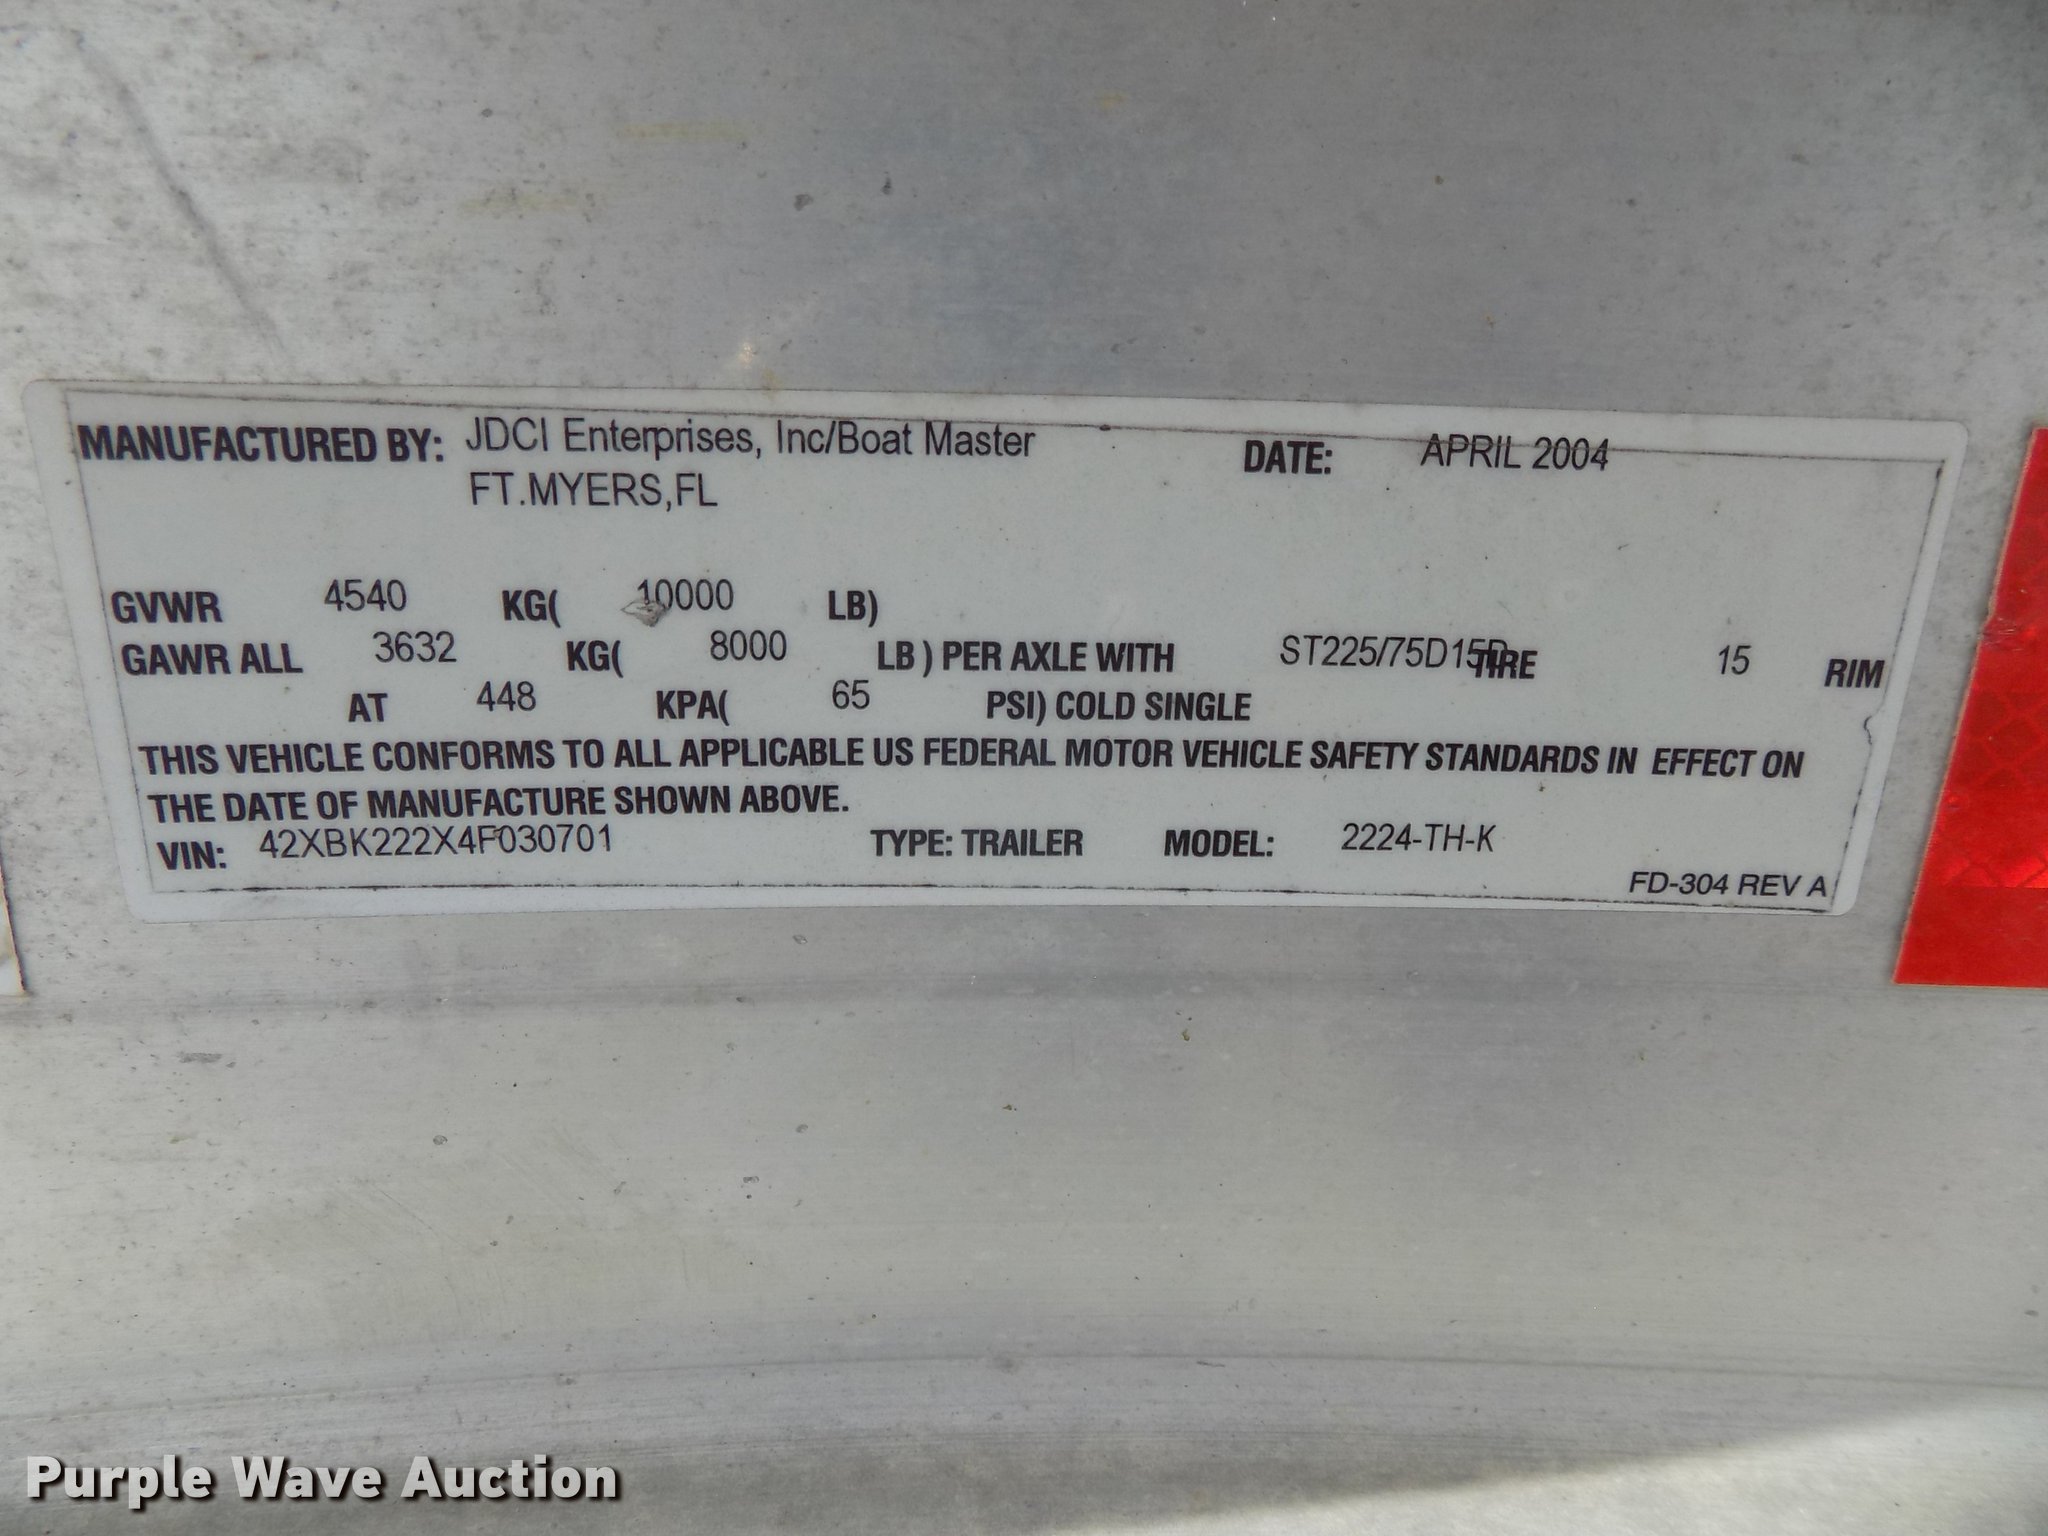 MANUFACTURED BY: JDCI Enterprises, Inc/Boat Master DATE: APRIL 2004
FT.MYERS,FL
GVWR 4540 KG( 10000 LB)
GAWR ALL 3632 KG( 8000 LB ) PER AXLE WITH ST225/75D15D TIRE 15 RIM
AT 448 KPA( 65 PSI) COLD SINGLE
THIS VEHICLE CONFORMS TO ALL APPLICABLE US FEDERAL MOTOR VEHICLE SAFETY STANDARDS IN EFFECT ON
THE DATE OF MANUFACTURE SHOWN ABOVE.
VIN: 42XBK222X4F030701 TYPE: TRAILER MODEL: 2224-TH-K
FD-304 REV A
Purple Wave Auction